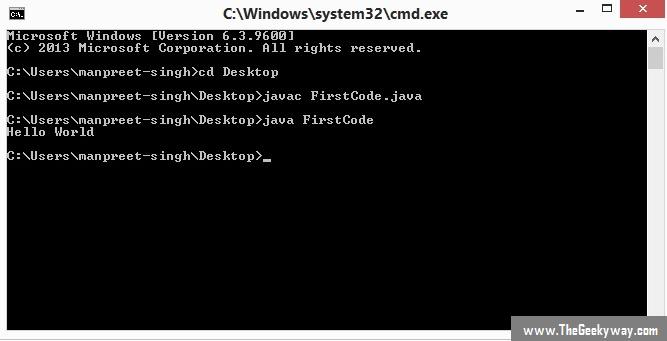 C:\Windows\system32\cmd.exe
Microsoft Windows [Version 6.3.9600]
(c) 2013 Microsoft Corporation. All rights reserved.
C:\Users\manpreet-singh>cd Desktop
C:\Users\manpreet-singh\Desktop>javac FirstCode.java
C:\Users\manpreet-singh\Desktop>java FirstCode
Hello World
C:\Users\manpreet-singh\Desktop>_
www.TheGeekyway.com